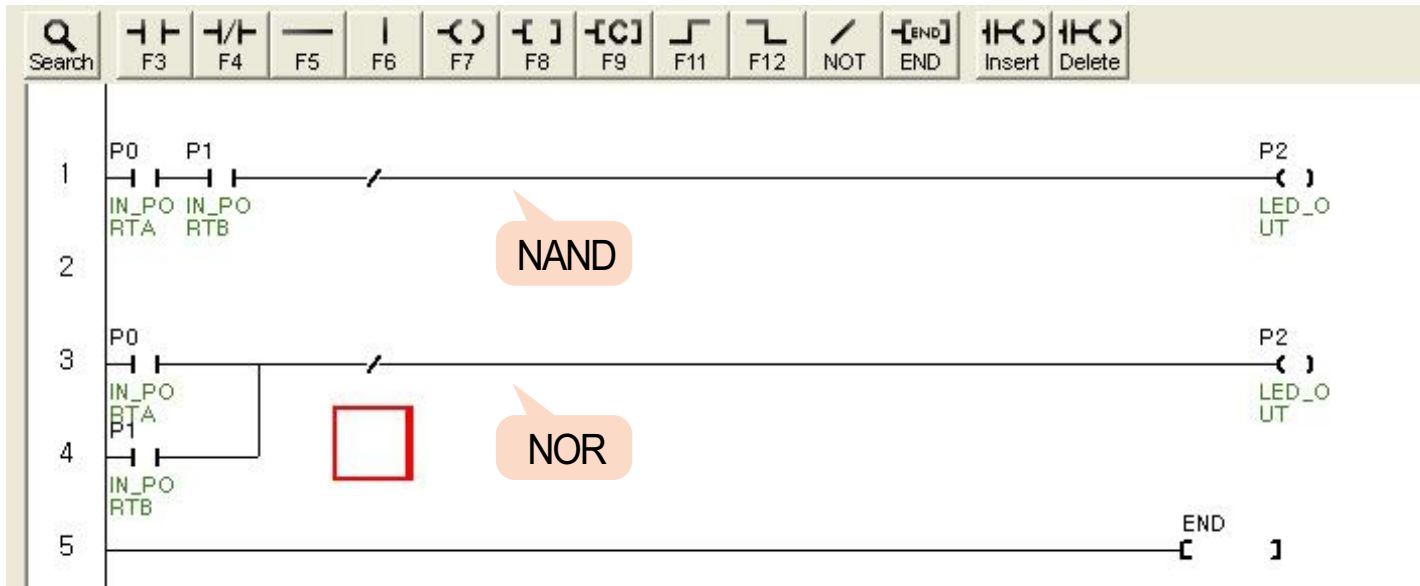 Search F3 F4 F5 F6 F7 F8 [C] F9 F11 F12 NOT [END] END Insert Delete
P0 P1 P2
1
IN_PO IN_PO LED_O
RTA RTB UT
NAND
2
P0 P2
3
IN_PO LED_O
RTA UT
P1
NOR
4
IN_PO
RTB
END
5